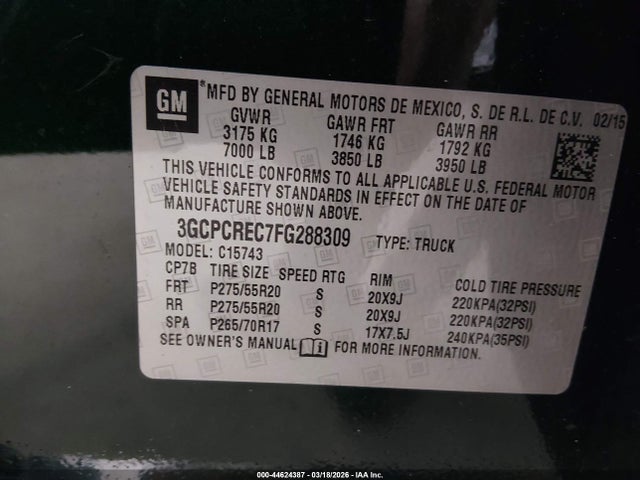 GM *MFD BY GENERAL MOTORS DE MEXICO, S. DE R.L. DE C.V. 02/15
GVWR GAWR FRT GAWR RR
3175 KG 1746 KG 1792 KG
7000 LB 3850 LB 3950 LB
THIS VEHICLE CONFORMS TO ALL APPLICABLE U.S. FEDERAL MOTOR
VEHICLE SAFETY STANDARDS IN EFFECT ON THE DATE OF
MANUFACTURE SHOWN ABOVE.
3GCPCREC7FG288309 TYPE: TRUCK
MODEL: C15743
CP7B TIRE SIZE SPEED RTG RIM COLD TIRE PRESSURE
FRT P275/55R20 S 20X9J 220KPA(32PSI)
RR P275/55R20 S 20X9J 220KPA(32PSI)
SPA P265/70R17 S 17X7.5J 240KPA(35PSI)
SEE OWNER'S MANUAL FOR MORE INFORMATION.
000-44624387 - 03/18/2026 - IAA Inc.